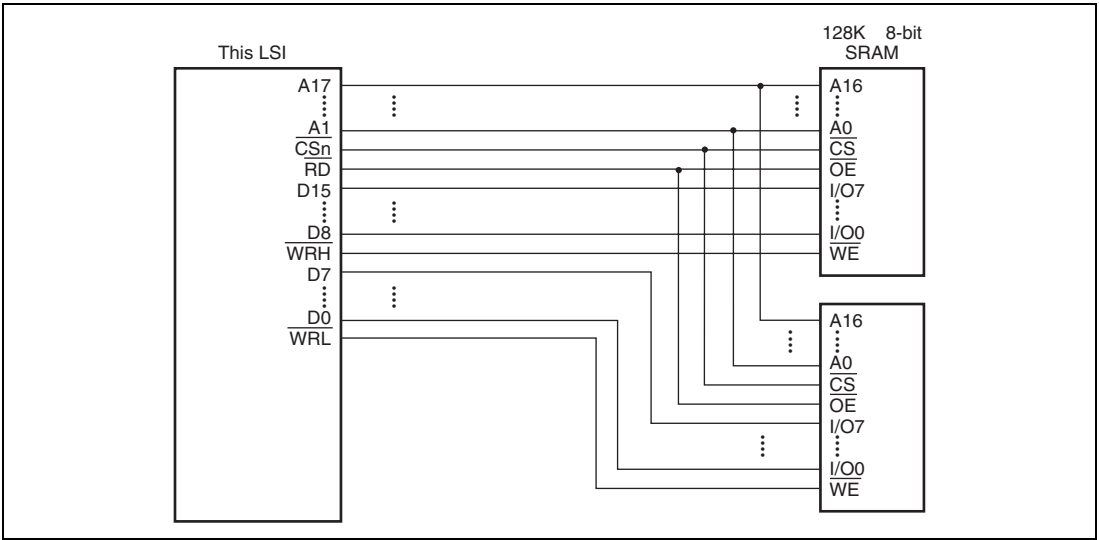 This LSI
A17
A1
CSn
RD
D15
D8
WRH
D7
D0
WRL
128K 8-bit
SRAM
A16
A0
CS
OE
I/O7
I/O0
WE
A16
A0
CS
OE
I/O7
I/O0
WE